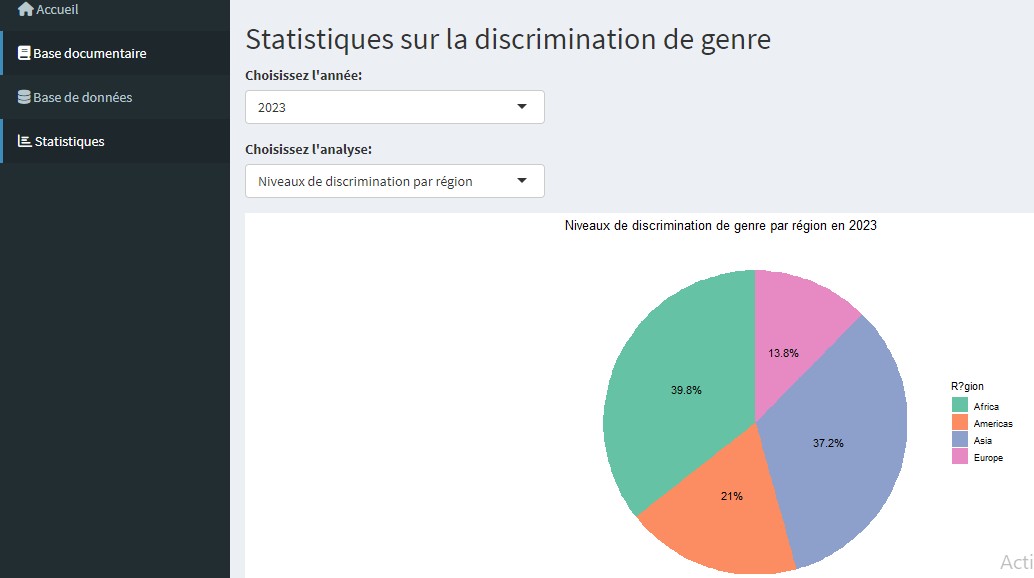 Accueil
Base documentaire
Base de données
Statistiques
Statistiques sur la discrimination de genre
Choisissez l'année:
2023
Choisissez l'analyse:
Niveaux de discrimination par région
Niveaux de discrimination de genre par région en 2023
13.8%
39.8%
37.2%
21%
R?gion
Africa
Americas
Asia
Europe
Acti